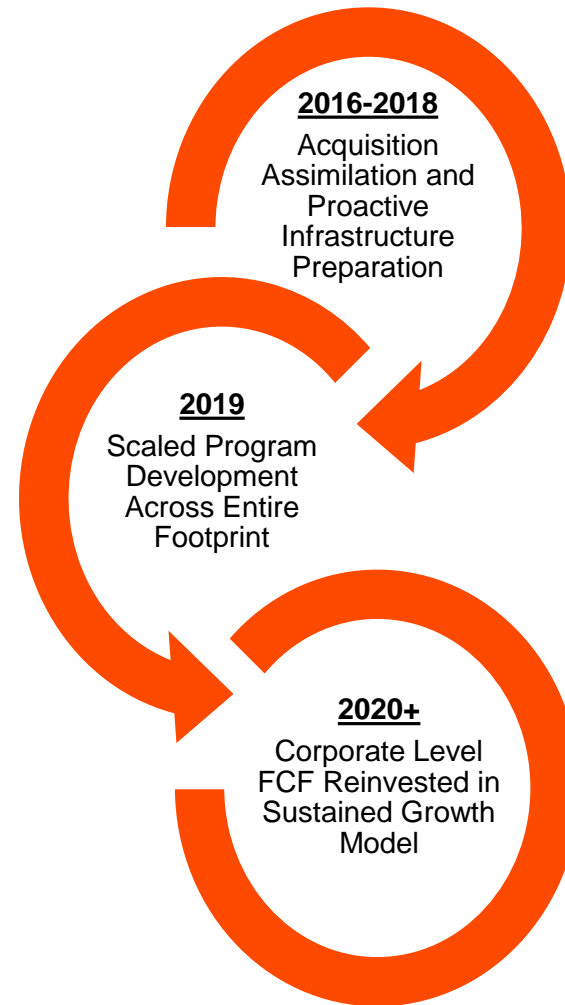 2016-2018
Acquisition
Assimilation and
Proactive
Infrastructure
Preparation
2019
Scaled Program
Development
Across Entire
Footprint
2020+
Corporate Level
FCF Reinvested in
Sustained Growth
Model